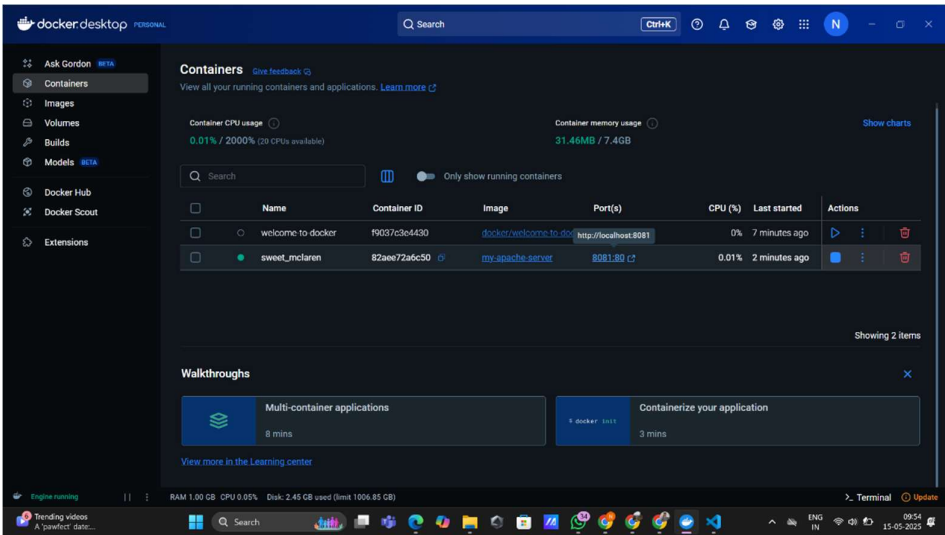 docker.desktop PERSONAL
Search
Ctrl+K
N
Ask Gordon BETA
Containers
Images
Volumes
Builds
Models BETA
Docker Hub
Docker Scout
Extensions
Containers Give feedback
View all your running containers and applications. Learn more
Container CPU usage
0.01% / 2000% (20 CPUs available)
Container memory usage
31.46MB / 7.4GB
Show charts
Search
Only show running containers
Name Container ID Image Port(s) CPU (%) Last started Actions
welcome-to-docker f9037c3e4430 docker/welcome-to-doc 0% 7 minutes ago
http://localhost:8081
sweet_mclaren 82aee72a6c50 my-apache-server 8081:80 0.01% 2 minutes ago
Showing 2 items
Walkthroughs
Multi-container applications
8 mins
$ docker init
Containerize your application
3 mins
View more in the Learning center
Engine running
RAM 1.00 GB CPU 0.05% Disk: 2.45 GB used (limit 1006.85 GB)
Terminal
Update
Trending videos
A 'pawfect' date:...
Search
ENG
IN
09:54
15-05-2025